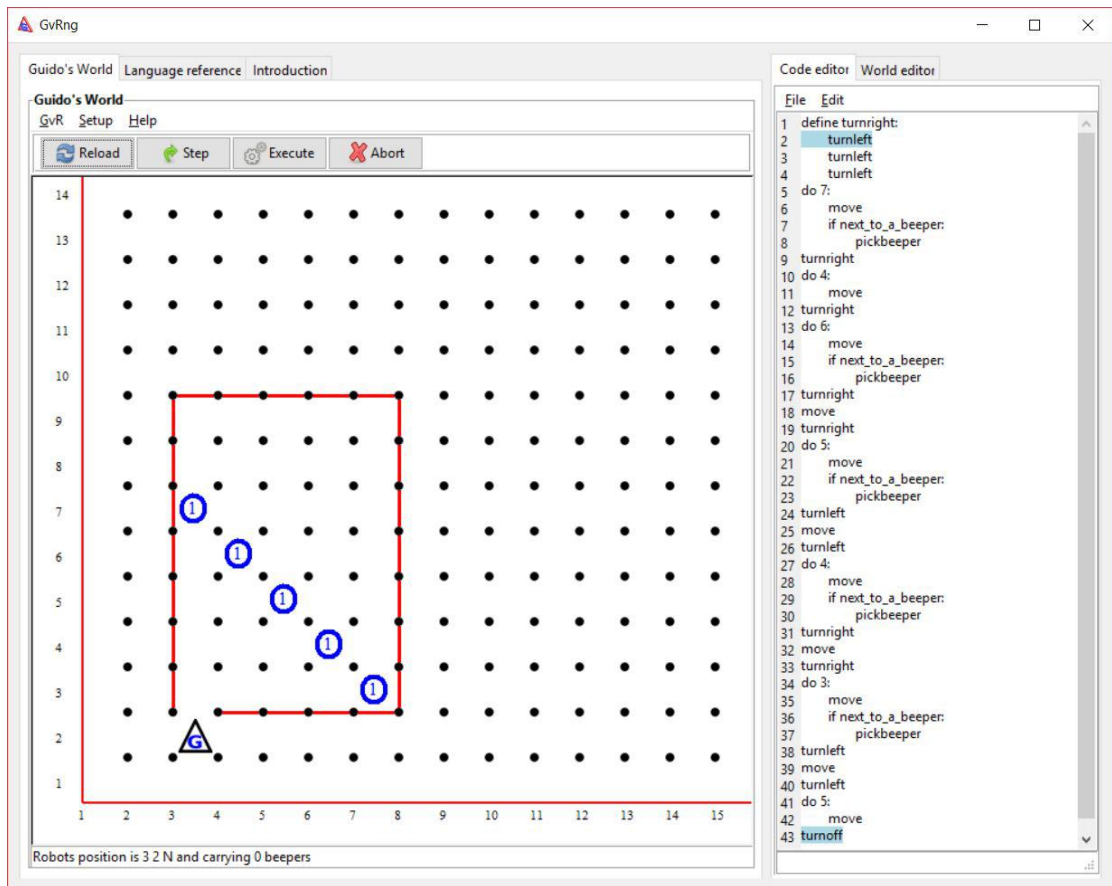 GvRng
Guido's World Language reference Introduction
Guido's World
GvR Setup Help
Reload Step Execute Abort
14
13
12
11
10
9
8
7
6
5
4
3
2
1
1
1
1
1
1
G
1 2 3 4 5 6 7 8 9 10 11 12 13 14 15
Robots position is 3 2 N and carrying 0 beepers
Code editor World editor
File Edit
1 define turnright:
2 turnleft
3 turnleft
4 turnleft
5 do 7:
6 move
7 if next_to_a_beeper:
8 pickbeeper
9 turnright
10 do 4:
11 move
12 turnright
13 do 6:
14 move
15 if next_to_a_beeper:
16 pickbeeper
17 turnright
18 move
19 turnright
20 do 5:
21 move
22 if next_to_a_beeper:
23 pickbeeper
24 turnleft
25 move
26 turnleft
27 do 4:
28 move
29 if next_to_a_beeper:
30 pickbeeper
31 turnright
32 move
33 turnright
34 do 3:
35 move
36 if next_to_a_beeper:
37 pickbeeper
38 turnleft
39 move
40 turnleft
41 do 5:
42 move
43 turnoff